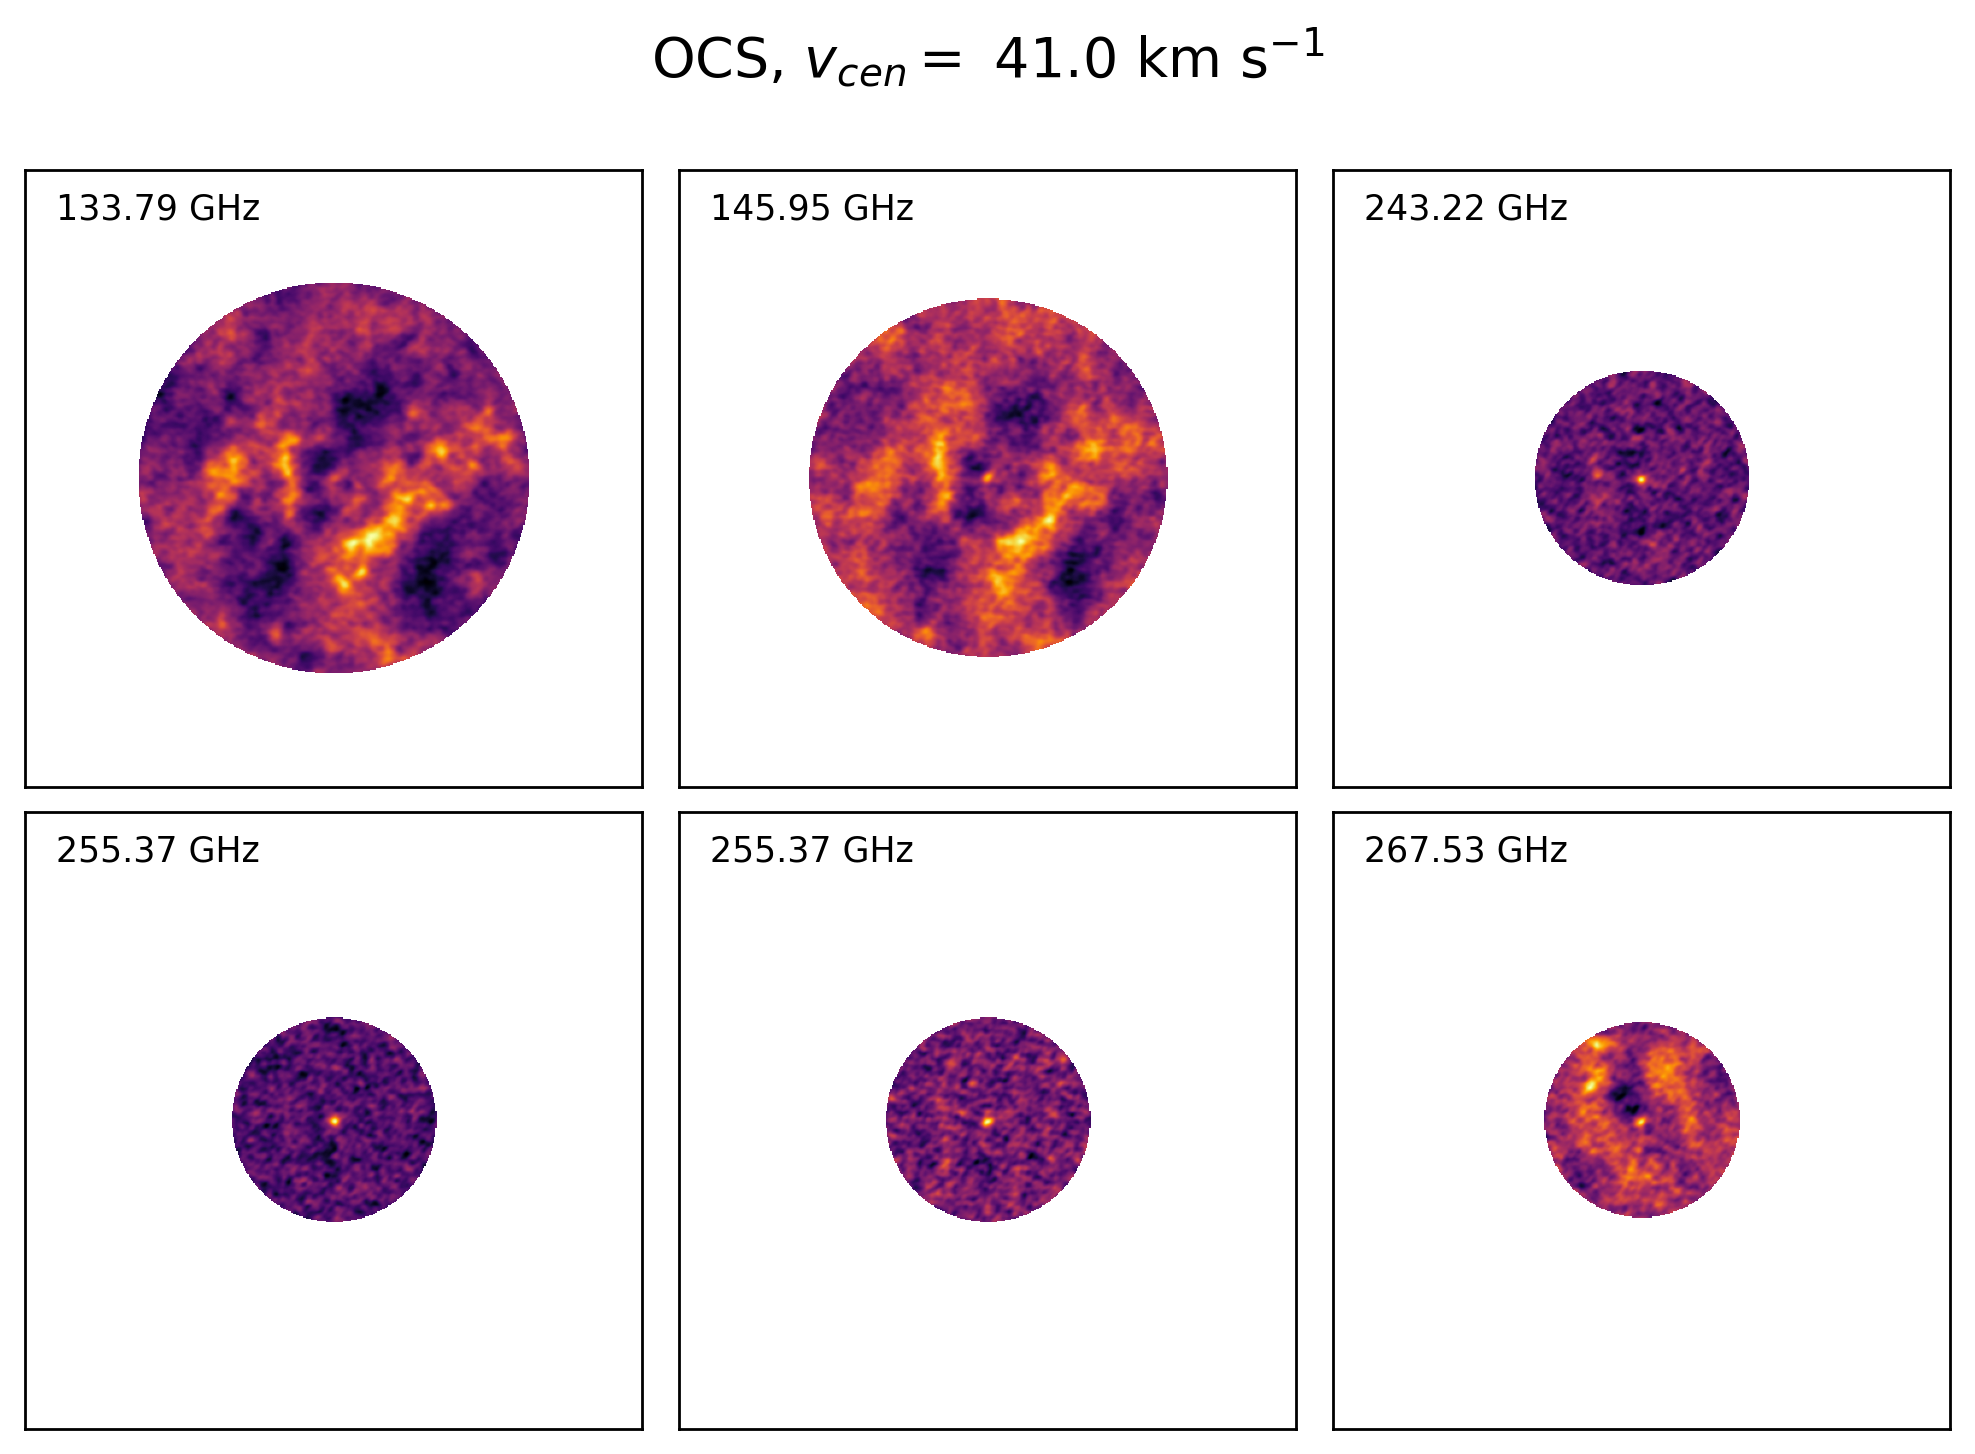 OCS, v_cen = 41.0 km s⁻¹
133.79 GHz
145.95 GHz
243.22 GHz
255.37 GHz
255.37 GHz
267.53 GHz